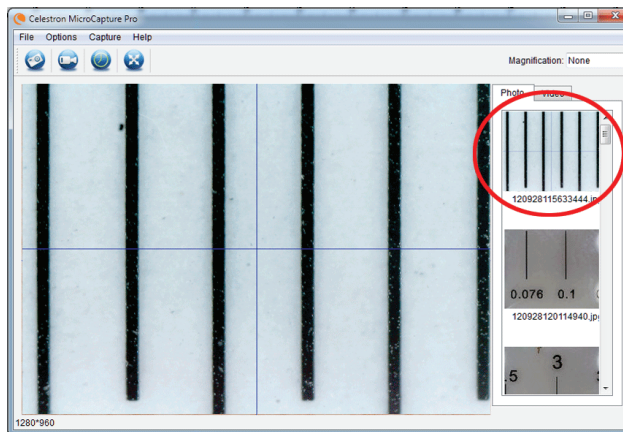 Celestron MicroCapture Pro
File Options Capture Help
Magnification: None
Photo Video
120928115633444.jpg
0.076 0.1
120928120114940.jpg
.5 3
1280*960